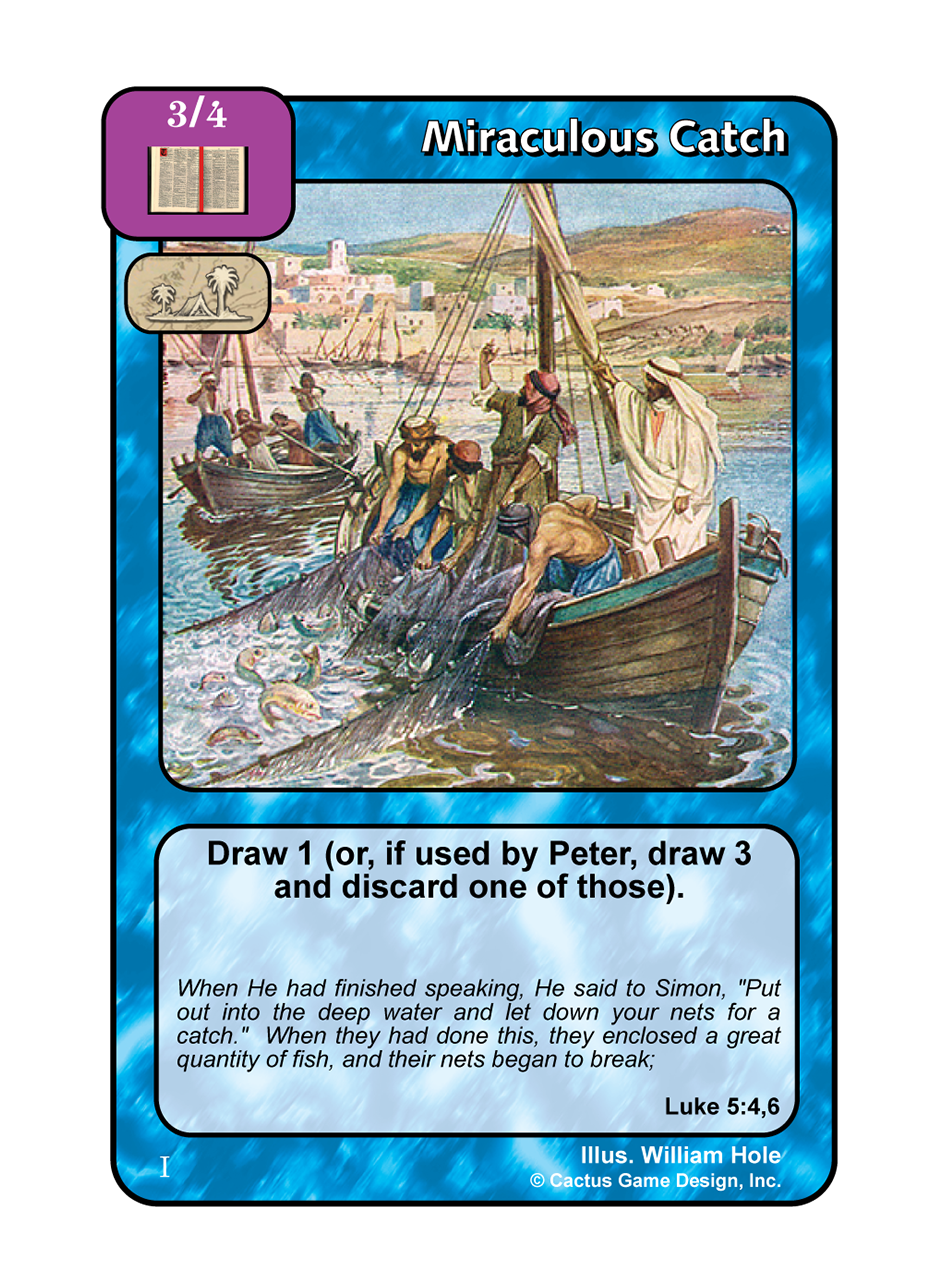 3/4
Miraculous Catch
Draw 1 (or, if used by Peter, draw 3
and discard one of those).
When He had finished speaking, He said to Simon, "Put
out into the deep water and let down your nets for a
catch."  When they had done this, they enclosed a great
quantity of fish, and their nets began to break;
Luke 5:4,6
I
Illus. William Hole
© Cactus Game Design, Inc.